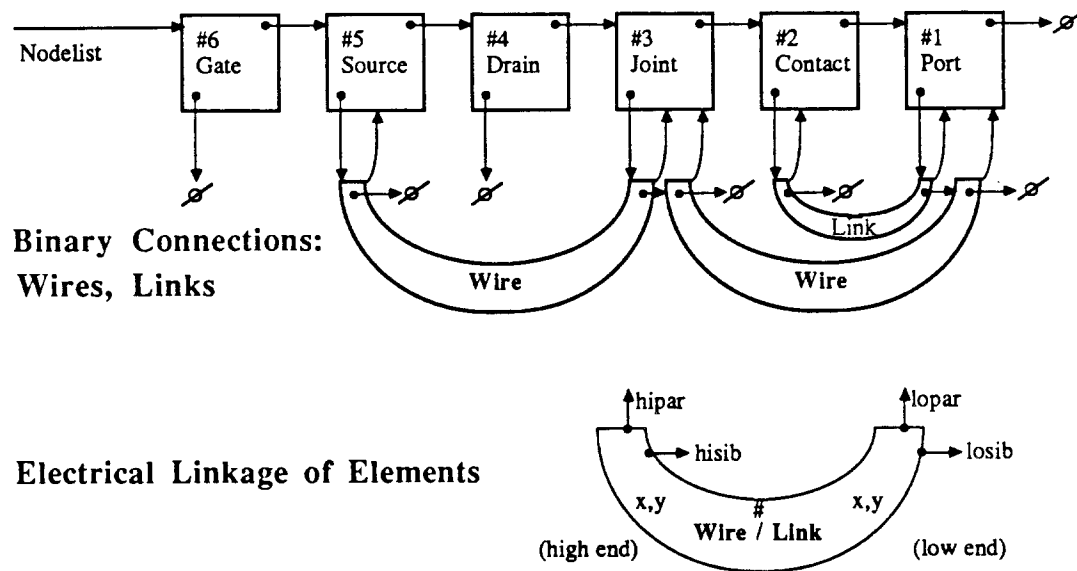 Nodelist
#6
Gate
#5
Source
#4
Drain
#3
Joint
#2
Contact
#1
Port
Binary Connections:
Wires, Links
Wire
Link
Wire
Electrical Linkage of Elements
hipar
hisib
lopar
losib
x,y
#
x,y
Wire / Link
(high end)
(low end)